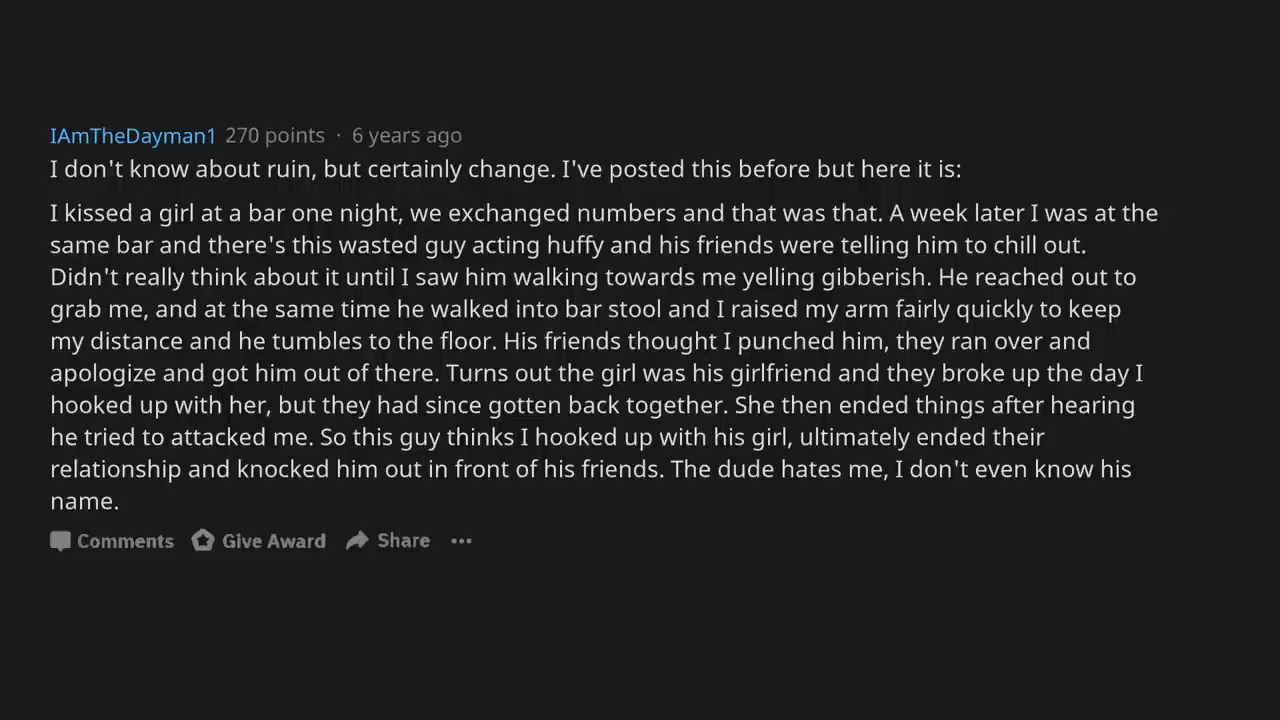 IAmTheDayman1 270 points · 6 years ago
I don't know about ruin, but certainly change. I've posted this before but here it is:
I kissed a girl at a bar one night, we exchanged numbers and that was that. A week later I was at the
same bar and there's this wasted guy acting huffy and his friends were telling him to chill out.
Didn't really think about it until I saw him walking towards me yelling gibberish. He reached out to
grab me, and at the same time he walked into bar stool and I raised my arm fairly quickly to keep
my distance and he tumbles to the floor. His friends thought I punched him, they ran over and
apologize and got him out of there. Turns out the girl was his girlfriend and they broke up the day I
hooked up with her, but they had since gotten back together. She then ended things after hearing
he tried to attacked me. So this guy thinks I hooked up with his girl, ultimately ended their
relationship and knocked him out in front of his friends. The dude hates me, I don't even know his
name.
Comments Give Award Share ···